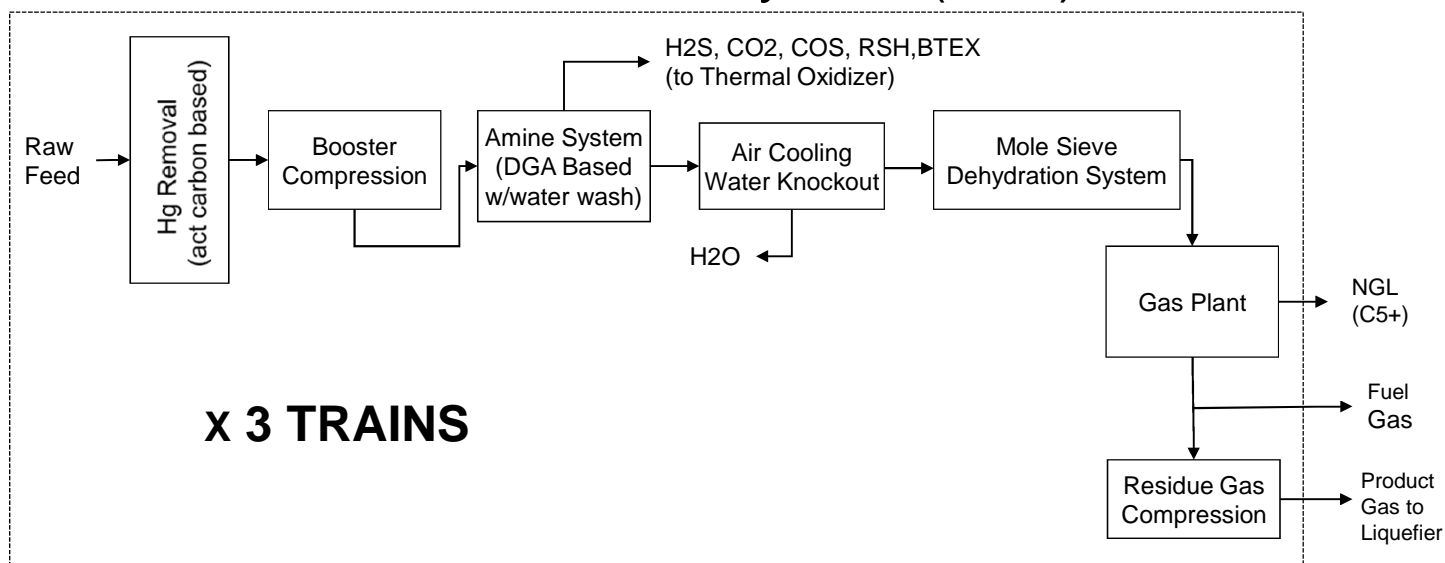 H2S, CO2, COS, RSH,BTEX
(to Thermal Oxidizer)
Raw
Feed
Hg Removal
(act carbon based)
Booster
Compression
Amine System
(DGA Based
w/water wash)
Air Cooling
Water Knockout
Mole Sieve
Dehydration System
H2O
Gas Plant
NGL
(C5+)
X 3 TRAINS
Fuel
Gas
Residue Gas
Compression
Product
Gas to
Liquefier